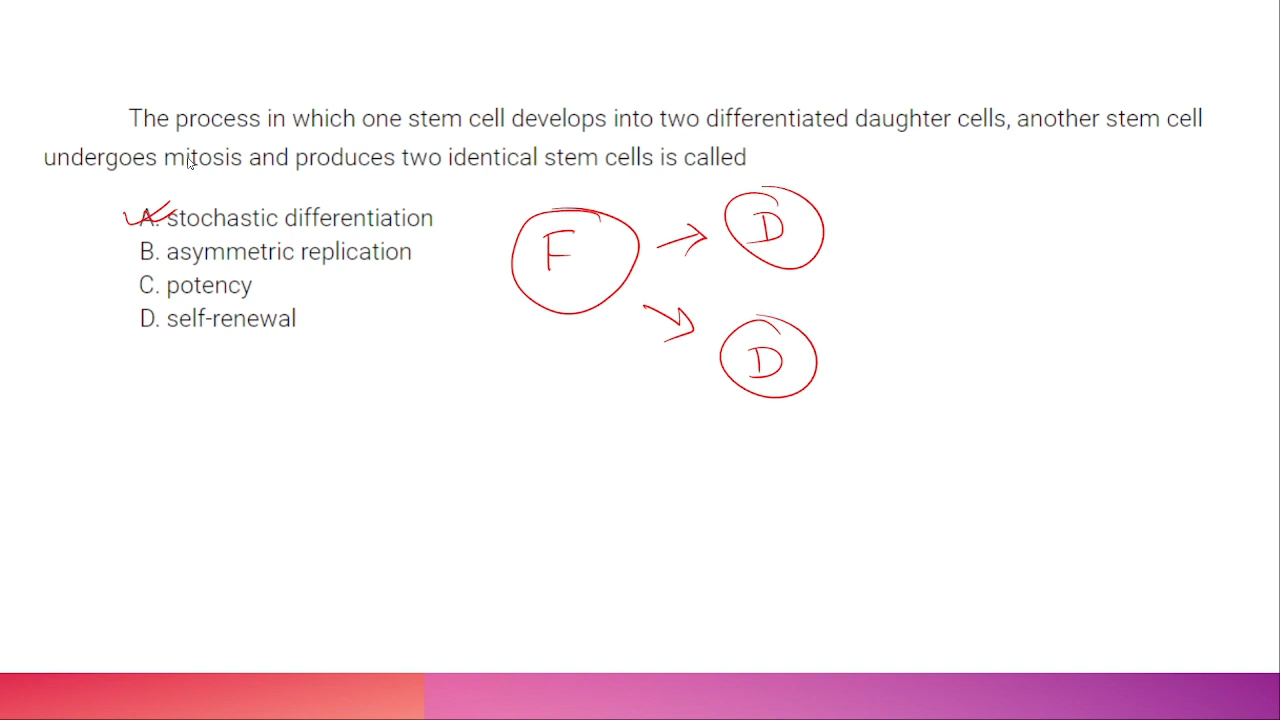 The process in which one stem cell develops into two differentiated daughter cells, another stem cell
undergoes mitosis and produces two identical stem cells is called
A. stochastic differentiation
B. asymmetric replication
C. potency
D. self-renewal
F
D
D